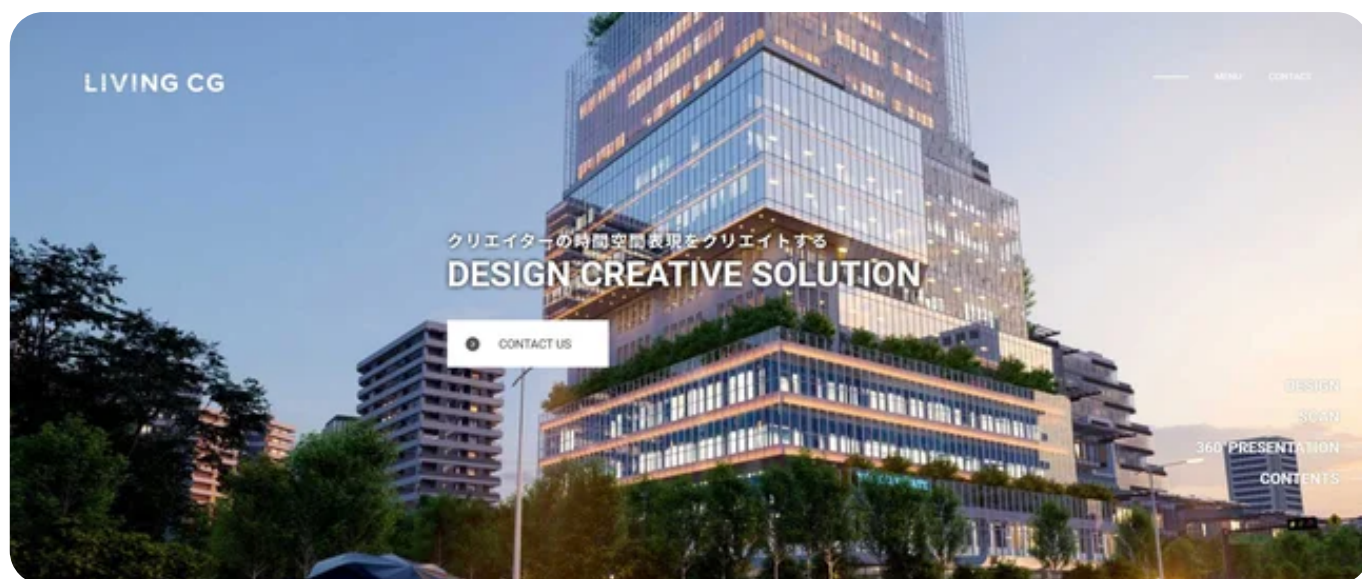 LIVING CG
MENU CONTACT
クリエイターの時間空間表現をクリエイトする
DESIGN CREATIVE SOLUTION
CONTACT US
DESIGN
SCAN
360°PRESENTATION
CONTENTS